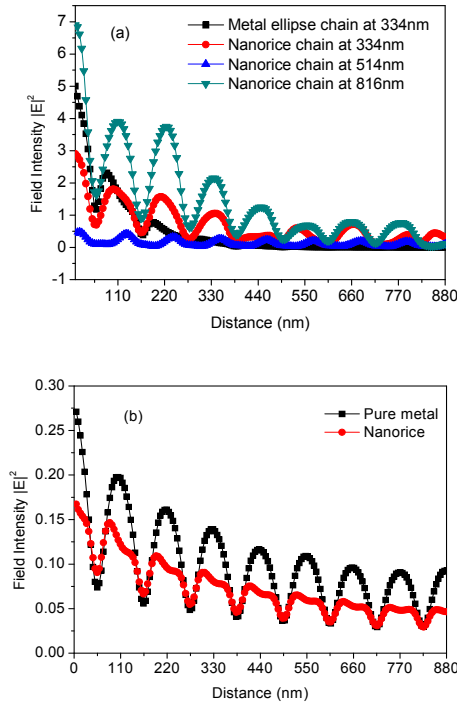 (a)
Metal ellipse chain at 334nm
Nanorice chain at 334nm
Nanorice chain at 514nm
Nanorice chain at 816nm
Field Intensity |E|²
7
6
5
4
3
2
1
0
-1
110 220 330 440 550 660 770 880
Distance (nm)
(b)
Pure metal
Nanorice
Field Intensity |E|²
0.30
0.25
0.20
0.15
0.10
0.05
0.00
0 110 220 330 440 550 660 770 880
Distance (nm)